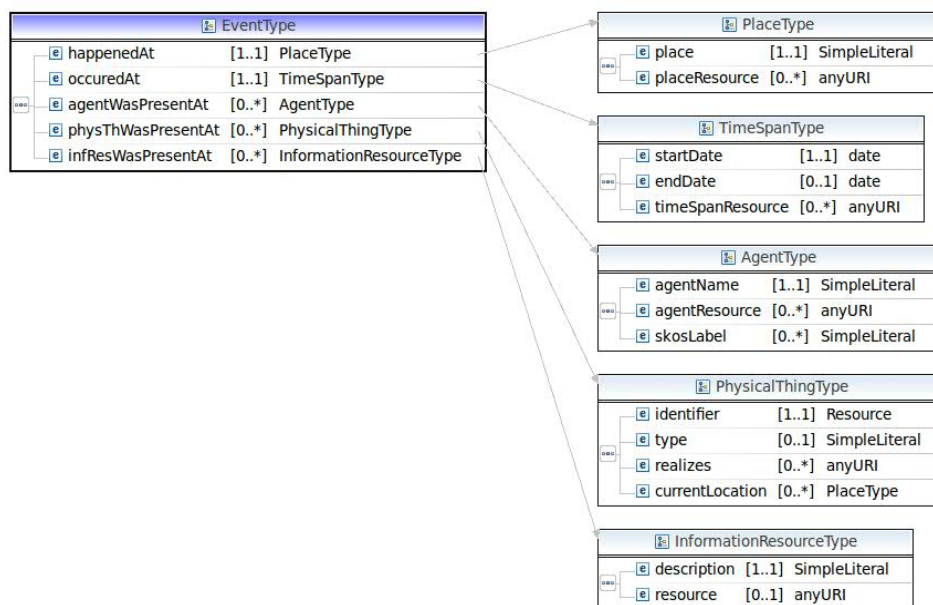 EventType
happenedAt [1..1] PlaceType
occuredAt [1..1] TimeSpanType
agentWasPresentAt [0..*] AgentType
physThWasPresentAt [0..*] PhysicalThingType
infResWasPresentAt [0..*] InformationResourceType
PlaceType
place [1..1] SimpleLiteral
placeResource [0..*] anyURI
TimeSpanType
startDate [1..1] date
endDate [0..1] date
timeSpanResource [0..*] anyURI
AgentType
agentName [1..1] SimpleLiteral
agentResource [0..*] anyURI
skosLabel [0..*] SimpleLiteral
PhysicalThingType
identifier [1..1] Resource
type [0..1] SimpleLiteral
realizes [0..*] anyURI
currentLocation [0..*] PlaceType
InformationResourceType
description [1..1] SimpleLiteral
resource [0..1] anyURI